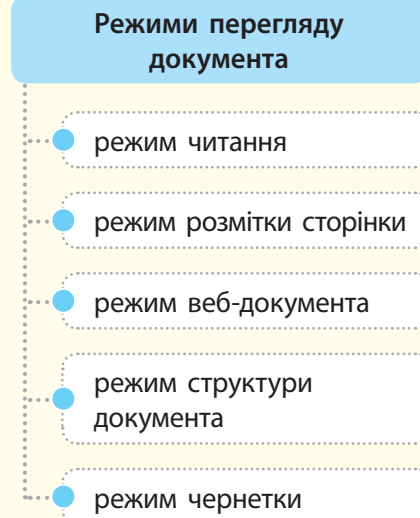 Режими перегляду
документа
режим читання
режим розмітки сторінки
режим веб-документа
режим структури
документа
режим чернетки